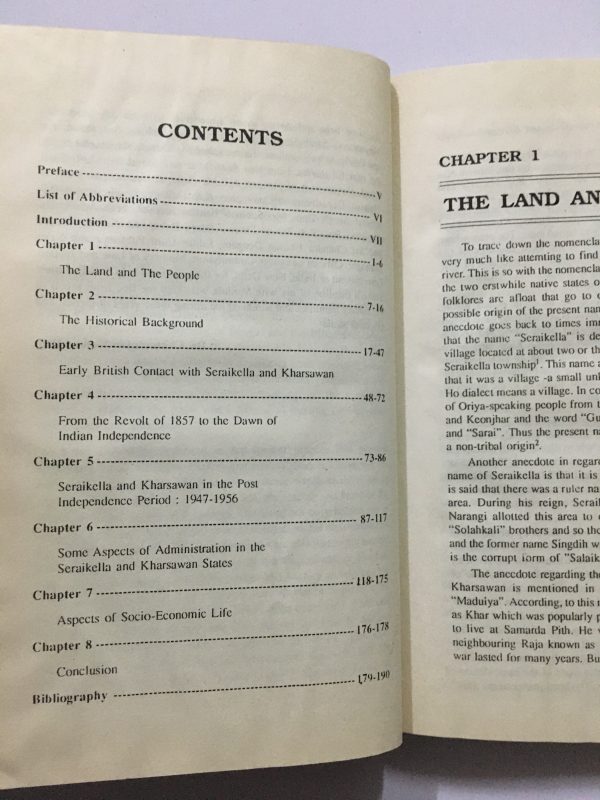 CONTENTS
Preface V
List of Abbreviations VI
Introduction VII
Chapter 1 1-6
The Land and The People
Chapter 2 7-16
The Historical Background
Chapter 3 17-47
Early British Contact with Seraikella and Kharsawan
Chapter 4 48-72
From the Revolt of 1857 to the Dawn of
Indian Independence
Chapter 5 73-86
Seraikella and Kharsawan in the Post
Independence Period : 1947-1956
Chapter 6 87-117
Some Aspects of Administration in the
Seraikella and Kharsawan States
Chapter 7 118-175
Aspects of Socio-Economic Life
Chapter 8 176-178
Conclusion
Bibliography 179-190
CHAPTER 1
THE LAND AN
To trace down the nomencla
very much like attemting to find
river. This is so with the nomencla
the two erstwhile native states o
folklores are afloat that go to
possible origin of the present nam
anecdote goes back to times imm
that the name "Seraikella" is de
village located at about two or th
Seraikella township1. This name a
that it was a village -a small unk
Ho dialect means a village. In co
of Oriya-speaking people from t
and Keonjhar and the word "Gu
and "Sarai". Thus the present na
a non-tribal origin2.
Another anecdote in regard
name of Seraikella is that it is
is said that there was a ruler na
area. During his reign, Serail
Narangi allotted this area to
"Solahkali" brothers and so the
and the former name Singdih w
is the corrupt form of "Salaik
The anecdote regarding the
Kharsawan is mentioned in
"Maduiya". According, to this
as Khar which was popularly p
to live at Samarda Pith. He
neighbouring Raja known as
war lasted for many years. Bu